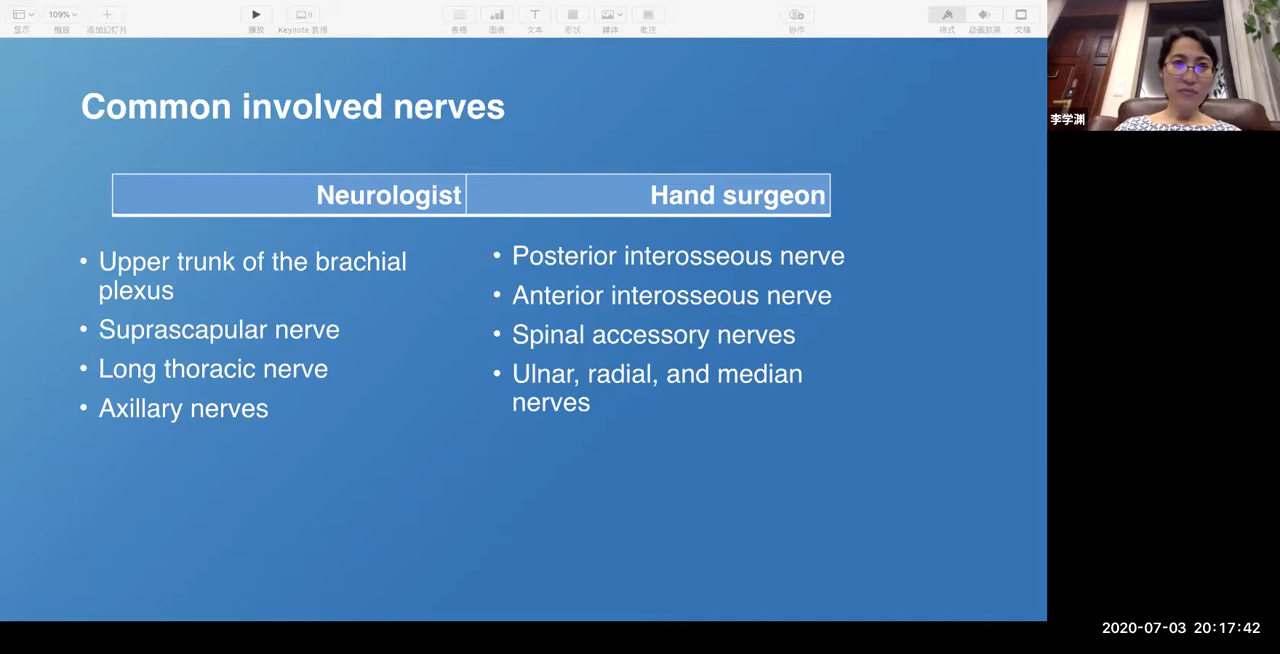 109%
显示
缩放
添加幻灯片
播放
Keynote 直播
表格
图表
文本
形状
媒体
批注
协作
格式
动画效果
文稿
Common involved nerves
Neurologist
Hand surgeon
• Upper trunk of the brachial
plexus
• Suprascapular nerve
• Long thoracic nerve
• Axillary nerves
• Posterior interosseous nerve
• Anterior interosseous nerve
• Spinal accessory nerves
• Ulnar, radial, and median
nerves
李学渊
2020-07-03 20:17:42